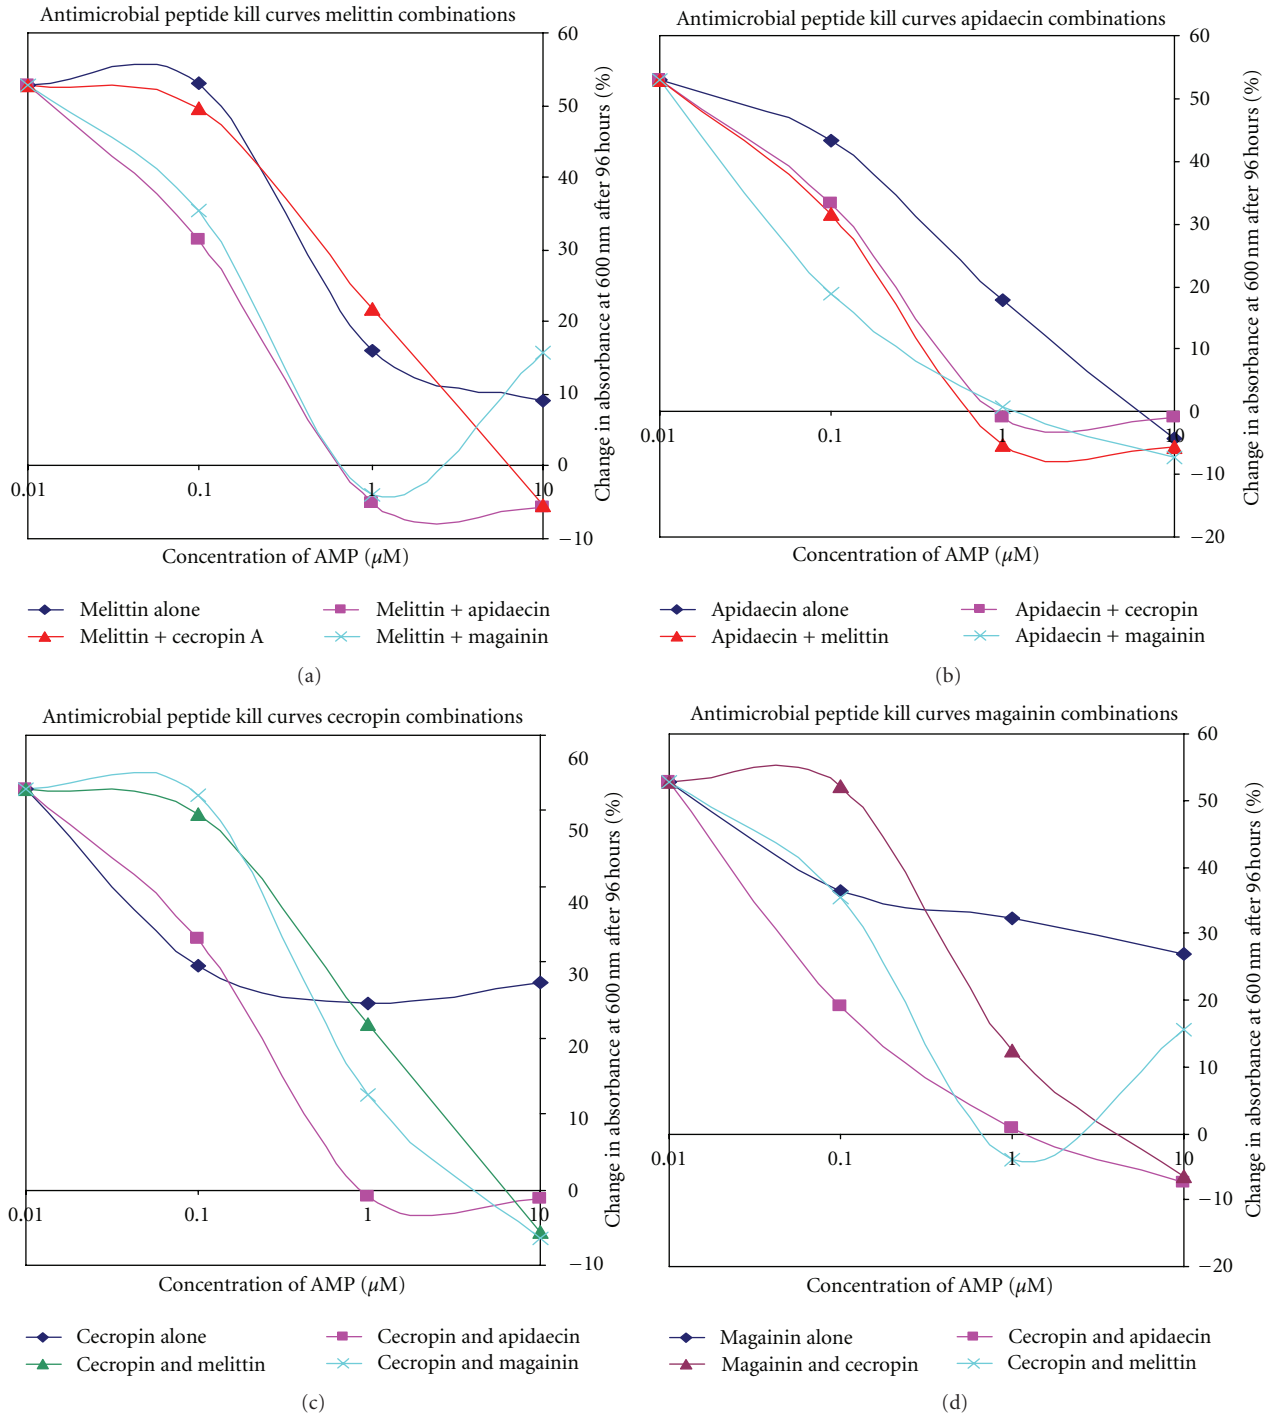 Antimicrobial peptide kill curves melittin combinations
60
50
40
30
20
10
0
−10
0.01
0.1
1
10
Change in absorbance at 600 nm after 96 hours (%)
Concentration of AMP (μM)
Melittin alone
Melittin + apidaecin
Melittin + cecropin A
Melittin + magainin
(a)
Antimicrobial peptide kill curves apidaecin combinations
60
50
40
30
20
10
0
−10
−20
0.01
0.1
1
10
Change in absorbance at 600 nm after 96 hours (%)
Concentration of AMP (μM)
Apidaecin alone
Apidaecin + cecropin
Apidaecin + melittin
Apidaecin + magainin
(b)
Antimicrobial peptide kill curves cecropin combinations
60
50
40
30
20
10
0
−10
0.01
0.1
1
10
Change in absorbance at 600 nm after 96 hours (%)
Concentration of AMP (μM)
Cecropin alone
Cecropin and apidaecin
Cecropin and melittin
Cecropin and magainin
(c)
Antimicrobial peptide kill curves magainin combinations
60
50
40
30
20
10
0
−10
−20
0.01
0.1
1
10
Change in absorbance at 600 nm after 96 hours (%)
Concentration of AMP (μM)
Magainin alone
Cecropin and apidaecin
Magainin and cecropin
Cecropin and melittin
(d)